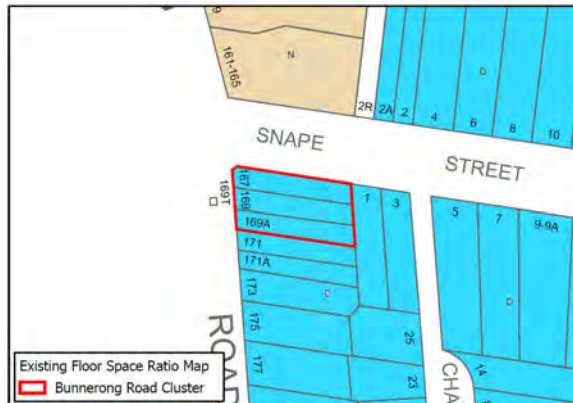 9
161-165
N
2R
2A
2
4
D
6
8
10
SNAPE
STREET
167
169
169T
169A
1
3
5
7
9-9A
171
171A
173
D
D
175
177
25
23
14
ROAD
CHA
Existing Floor Space Ratio Map
Bunnerong Road Cluster